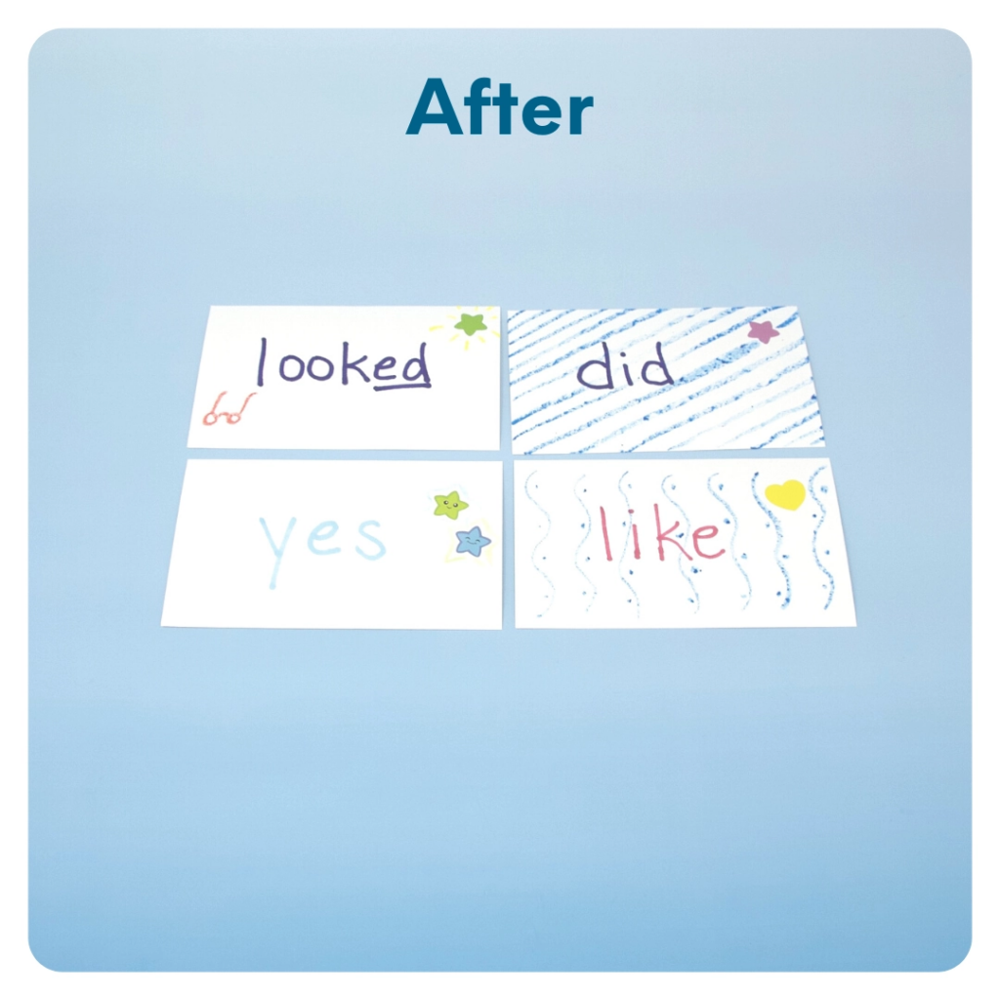 After
looked
did
yes
like